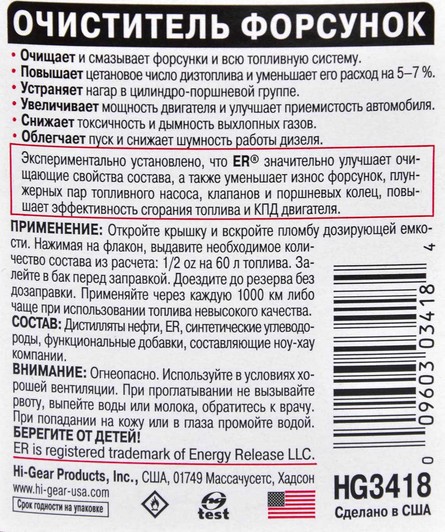 ОЧИСТИТЕЛЬ ФОРСУНОК
• Очищает и смазывает форсунки и всю топливную систему.
• Повышает цетановое число дизтоплива и уменьшает его расход на 5–7 %.
• Устраняет нагар в цилиндро-поршневой группе.
• Увеличивает мощность двигателя и улучшает приемистость автомобиля.
• Снижает токсичность и дымность выхлопных газов.
• Облегчает пуск и снижает шумность работы дизеля.
Экспериментально установлено, что ER® значительно улучшает очи-
щающие свойства состава, а также уменьшает износ форсунок, плун-
жерных пар топливного насоса, клапанов и поршневых колец, повы-
шает эффективность сгорания топлива и КПД двигателя.
ПРИМЕНЕНИЕ: Откройте крышку и вскройте пломбу дозирующей емко-
сти. Нажимая на флакон, выдавите необходимое коли-
чество состава из расчета: 1/2 oz на 60 л топлива. За-
лейте в бак перед заправкой. Доездите до резерва без
дозаправки. Применяйте через каждую 1000 км либо
чаще при использовании топлива невысокого качества.
СОСТАВ: Дистилляты нефти, ER, синтетические углеводо-
роды, функциональные добавки, составляющие ноу-хау
компании.
ВНИМАНИЕ: Огнеопасно. Используйте в условиях хо-
рошей вентиляции. При проглатывании не вызывайте
рвоту, выпейте воды или молока, обратитесь к врачу.
При попадании на кожу или в глаза промойте водой.
БЕРЕГИТЕ ОТ ДЕТЕЙ!
ER is registered trademark of Energy Release LLC.
Hi-Gear Products, Inc., США, 01749 Массачусетс, Хадсон
www.hi-gear-usa.com
Срок годности на упаковке
hg
test
0 09603 03418 4
HG3418
Сделано в США